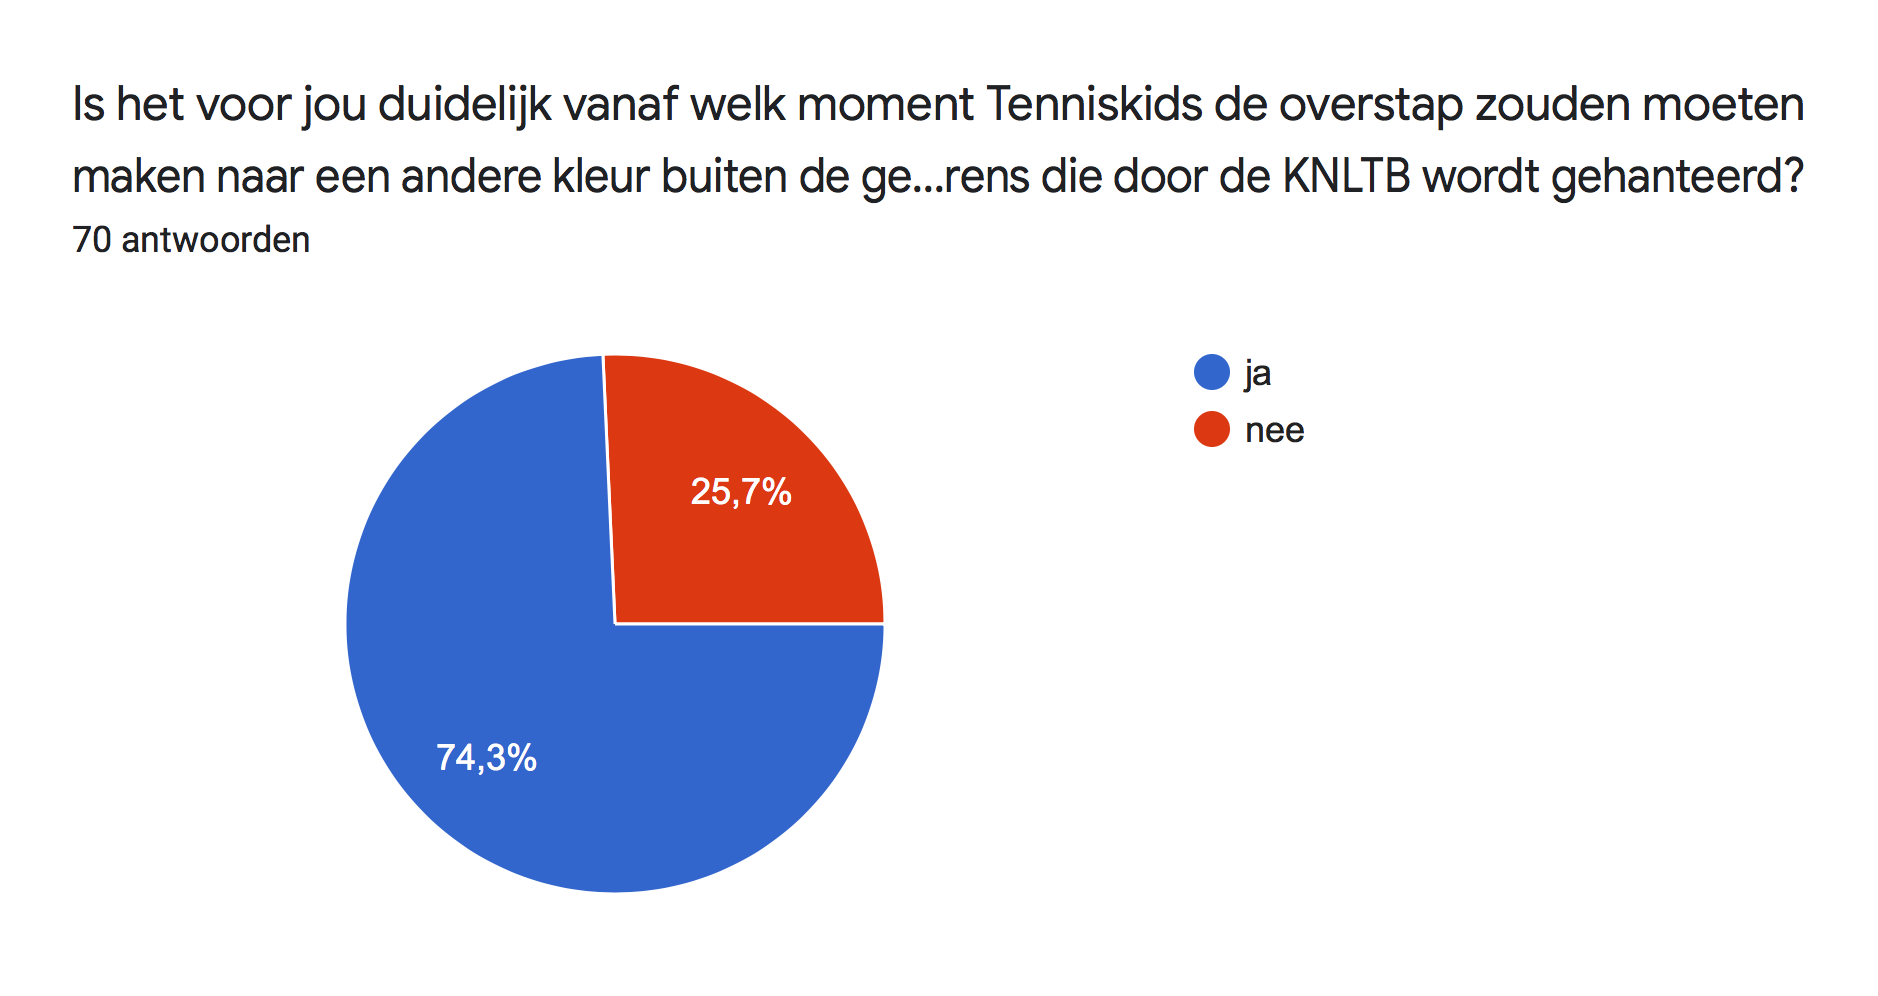 Is het voor jou duidelijk vanaf welk moment Tenniskids de overstap zouden moeten
maken naar een andere kleur buiten de ge...rens die door de KNLTB wordt gehanteerd?
70 antwoorden
ja
nee
25,7%
74,3%